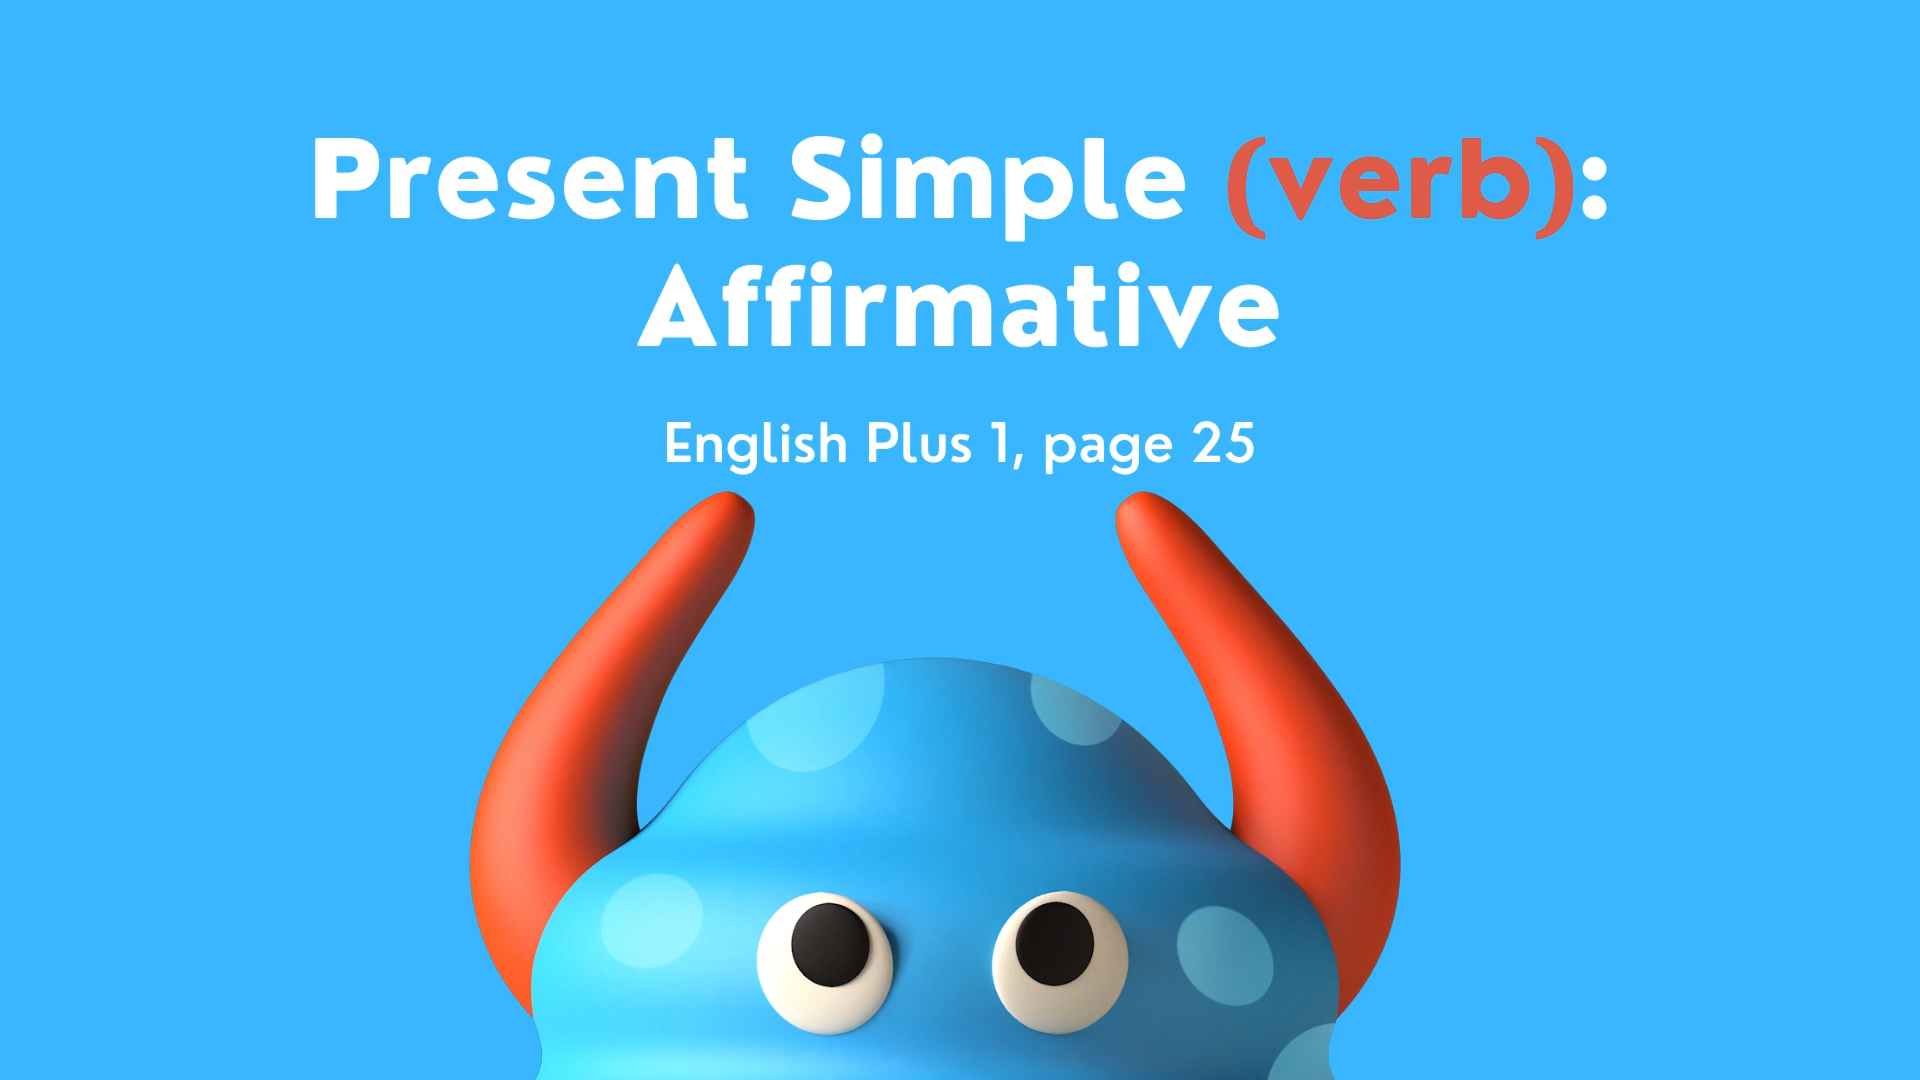 Present Simple (verb):
Affirmative
English Plus 1, page 25